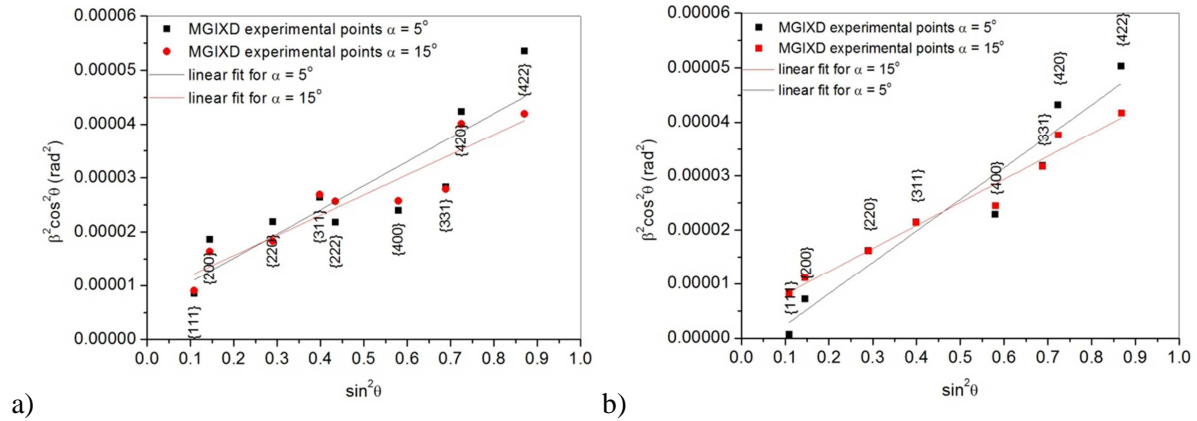 0.00006
0.00005
0.00004
0.00003
0.00002
0.00001
0.00000
β²cos²θ (rad²)
MGIXD experimental points α = 5°
MGIXD experimental points α = 15°
linear fit for α = 5°
linear fit for α = 15°
{111}
{200}
{220}
{311}
{222}
{400}
{331}
{420}
{422}
0.0 0.1 0.2 0.3 0.4 0.5 0.6 0.7 0.8 0.9 1.0
sin²θ
a)
0.00006
0.00005
0.00004
0.00003
0.00002
0.00001
0.00000
β²cos²θ (rad²)
MGIXD experimental points α = 5°
MGIXD experimental points α = 15°
linear fit for α = 15°
linear fit for α = 5°
{111}
{200}
{220}
{311}
{400}
{331}
{420}
{422}
0.0 0.1 0.2 0.3 0.4 0.5 0.6 0.7 0.8 0.9 1.0
sin²θ
b)